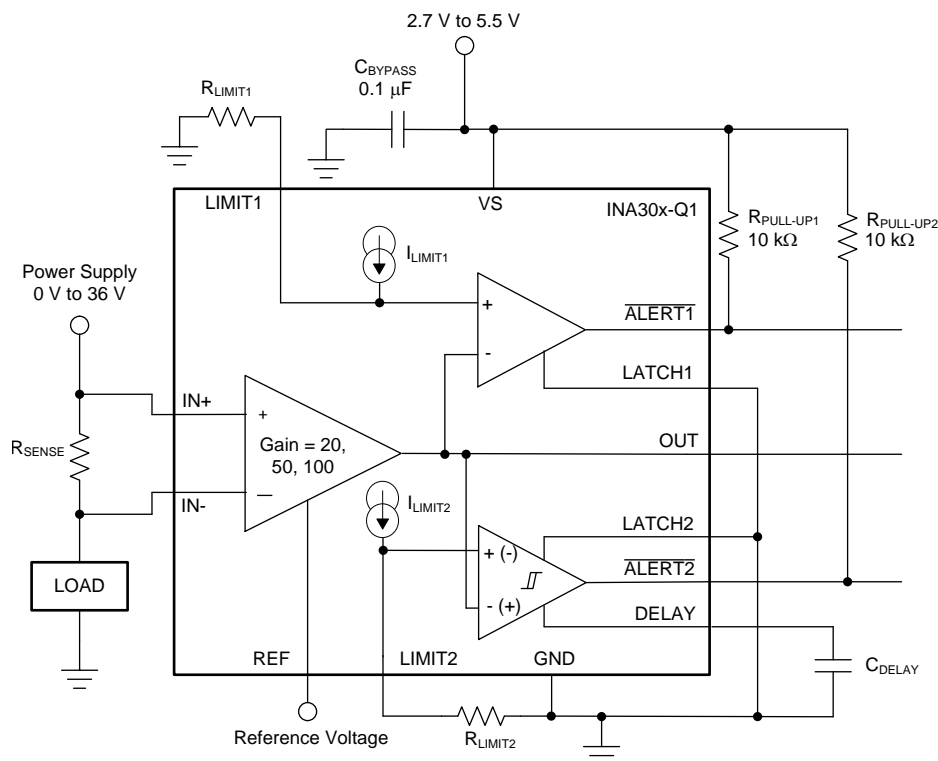 2.7 V to 5.5 V
CBYPASS
0.1 μF
RLIMIT1
LIMIT1
VS
INA30x-Q1
RPULL-UP1
10 kΩ
RPULL-UP2
10 kΩ
ILIMIT1
Power Supply
0 V to 36 V
+
-
ALERT1
LATCH1
IN+
+
OUT
RSENSE
Gain = 20,
50, 100
IN-
—
ILIMIT2
LATCH2
+ (-)
ALERT2
LOAD
- (+)
DELAY
REF
LIMIT2
GND
CDELAY
Reference Voltage
RLIMIT2